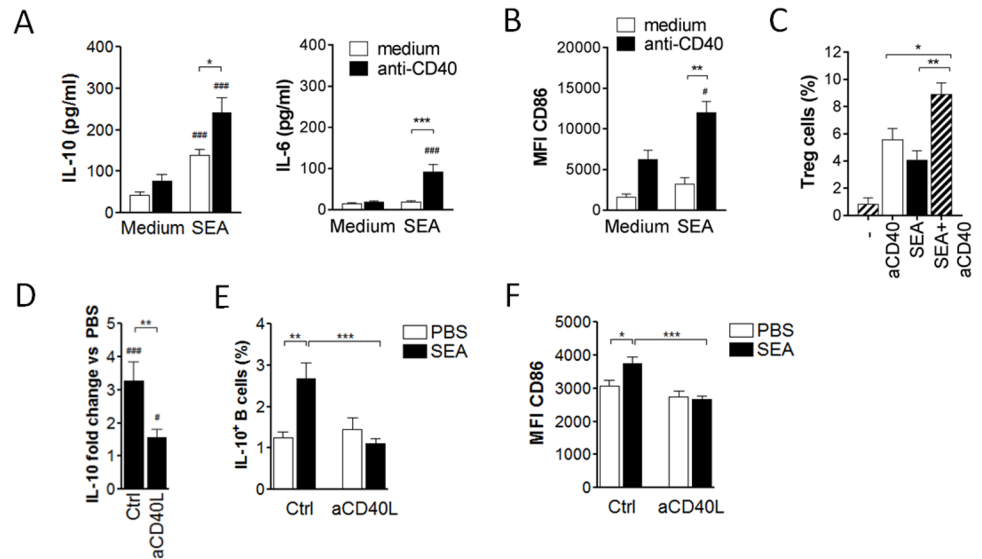 A
IL-10 (pg/ml)
400
300
200
100
0
###
*
###
Medium SEA
IL-6 (pg/ml)
400
300
200
100
0
medium
anti-CD40
***
###
Medium SEA
B
medium
anti-CD40
MFI CD86
20000
15000
10000
5000
0
**
#
Medium SEA
C
Treg cells (%)
12
10
8
6
4
2
0
*
**
-
aCD40
SEA
SEA+
aCD40
D
IL-10 fold change vs PBS
5
4
3
2
1
0
**
###
#
Ctrl
aCD40L
E
IL-10+ B cells (%)
4
3
2
1
0
**
***
PBS
SEA
Ctrl aCD40L
F
MFI CD86
5000
4000
3000
2000
1000
0
*
***
PBS
SEA
Ctrl aCD40L